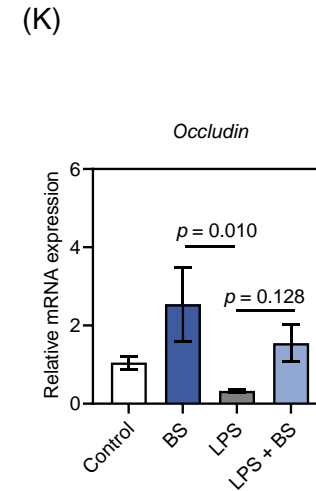 (K)
Occludin
Relative mRNA expression
6
4
2
0
p = 0.010
p = 0.128
Control
BS
LPS
LPS + BS